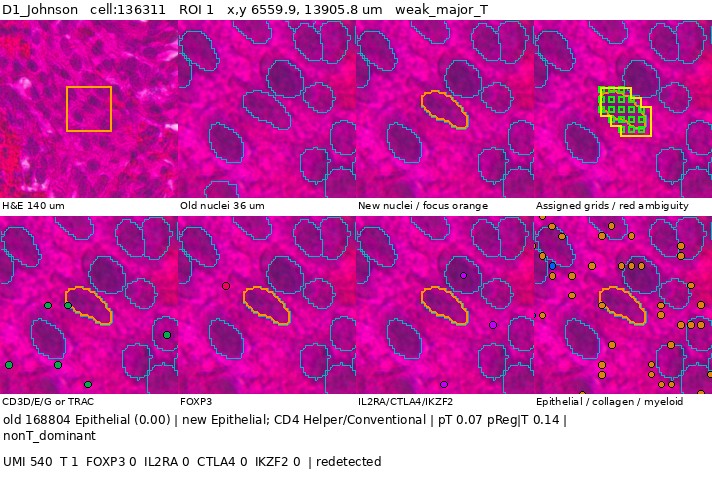 D1_Johnson cell:136311 ROI 1 x,y 6559.9, 13905.8 um weak_major_T
H&E 140 um
Old nuclei 36 um
New nuclei / focus orange
Assigned grids / red ambiguity
CD3D/E/G or TRAC
FOXP3
IL2RA/CTLA4/IKZF2
Epithelial / collagen / myeloid
old 168804 Epithelial (0.00) | new Epithelial; CD4 Helper/Conventional | pT 0.07 pReg|T 0.14 |
nonT_dominant
UMI 540 T 1 FOXP3 0 IL2RA 0 CTLA4 0 IKZF2 0 | redetected